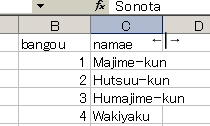 fx Sonota
B C D
bangou namae
1 Majime-kun
2 Hutsuu-kun
3 Humajime-kun
4 Wakiyaku